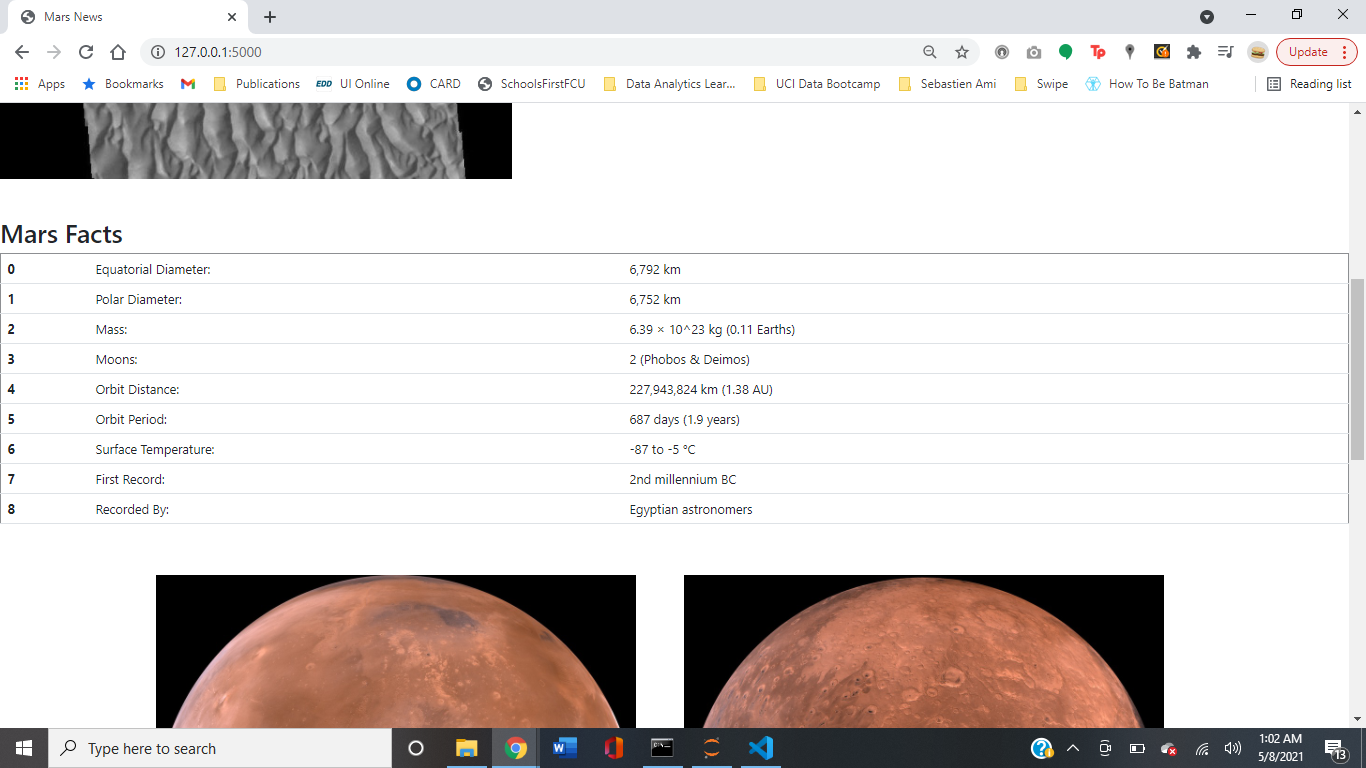 Mars News
127.0.0.1:5000
Update
Apps Bookmarks Publications EDD UI Online CARD SchoolsFirstFCU Data Analytics Lear... UCI Data Bootcamp Sebastien Ami Swipe How To Be Batman Reading list
Mars Facts
0 Equatorial Diameter: 6,792 km
1 Polar Diameter: 6,752 km
2 Mass: 6.39 × 10^23 kg (0.11 Earths)
3 Moons: 2 (Phobos & Deimos)
4 Orbit Distance: 227,943,824 km (1.38 AU)
5 Orbit Period: 687 days (1.9 years)
6 Surface Temperature: -87 to -5 °C
7 First Record: 2nd millennium BC
8 Recorded By: Egyptian astronomers
Type here to search
1:02 AM
5/8/2021
13